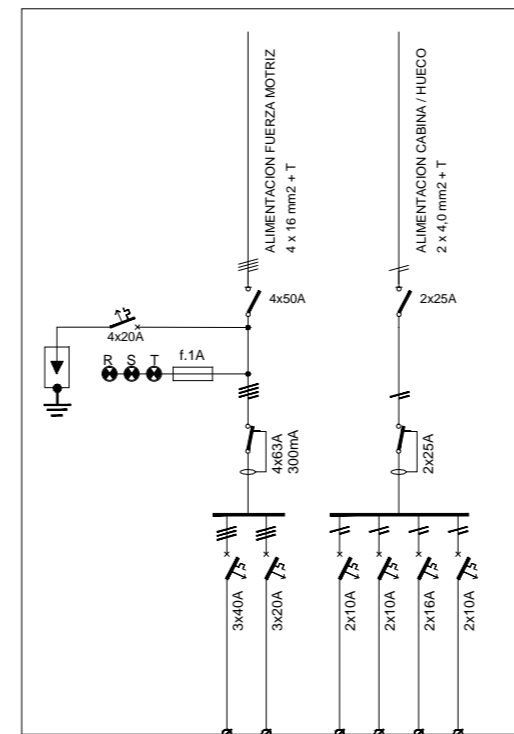 ALIMENTACION FUERZA MOTRIZ
4 x 16 mm2 + T
ALIMENTACION CABINA / HUECO
2 x 4,0 mm2 + T
4x50A
2x25A
4x20A
R S T
f.1A
4x63A
300mA
2x25A
3x40A
3x20A
2x10A
2x10A
2x16A
2x10A